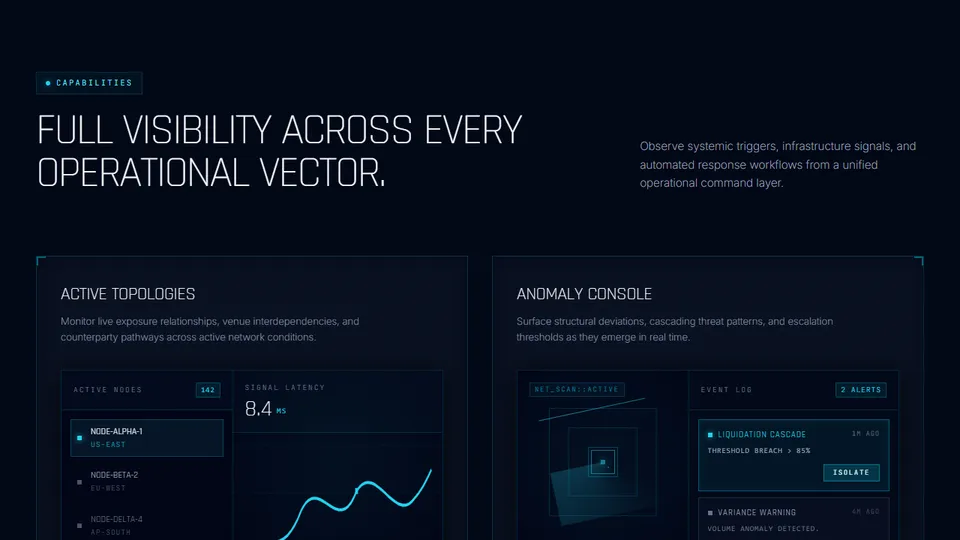 CAPABILITIES
FULL VISIBILITY ACROSS EVERY
OPERATIONAL VECTOR.
Observe systemic triggers, infrastructure signals, and
automated response workflows from a unified
operational command layer.
ACTIVE TOPOLOGIES
Monitor live exposure relationships, venue interdependencies, and
counterparty pathways across active network conditions.
ACTIVE NODES
142
NODE-ALPHA-1
US-EAST
NODE-BETA-2
EU-WEST
NODE-DELTA-4
AP-SOUTH
SIGNAL LATENCY
8.4 MS
ANOMALY CONSOLE
Surface structural deviations, cascading threat patterns, and escalation
thresholds as they emerge in real time.
NET_SCAN::ACTIVE
EVENT LOG
2 ALERTS
LIQUIDATION CASCADE
1M AGO
THRESHOLD BREACH > 85%
ISOLATE
VARIANCE WARNING
4M AGO
VOLUME ANOMALY DETECTED.